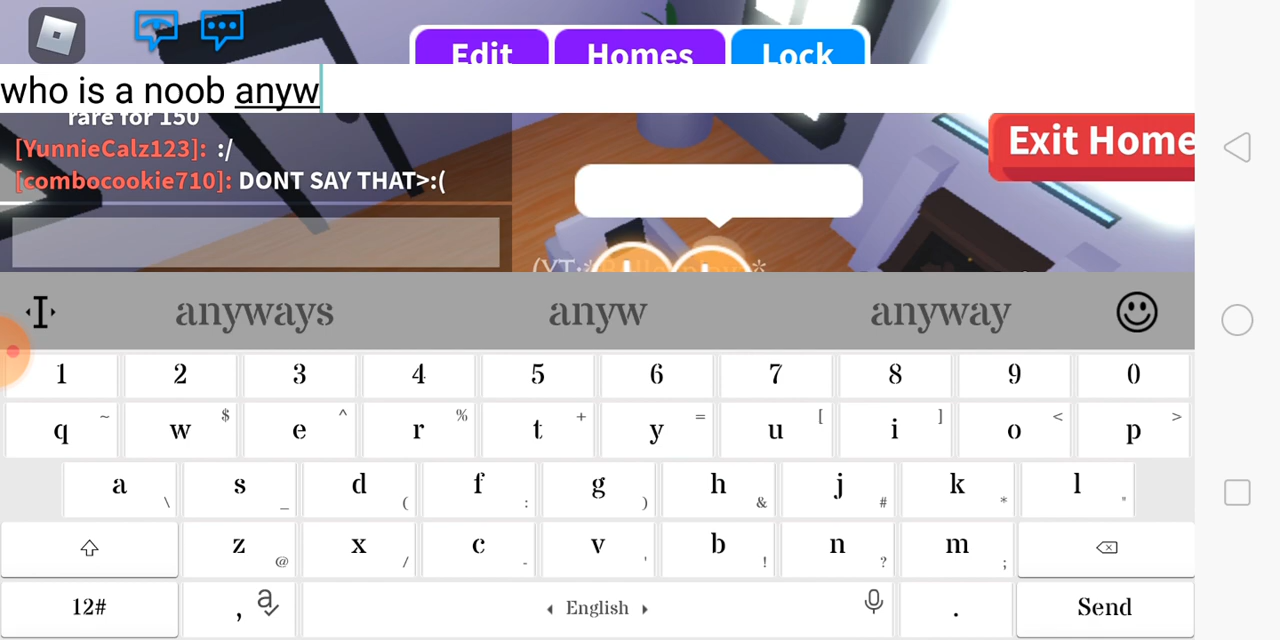 Edit Homes Lock
who is a noob anyw
rare for 150
[YunnieCalz123]: :/
[combocookie710]: DONT SAY THAT>:(
Exit Home
(YT:*
anyways anyw anyway
1 2 3 4 5 6 7 8 9 0
q ~ w $ e ^ r % t + y = u [ i ] o < p >
a \ s _ d ( f : g ) h & j # k * l "
z @ x / c - v ' b ! n ? m ;
12# , English . Send